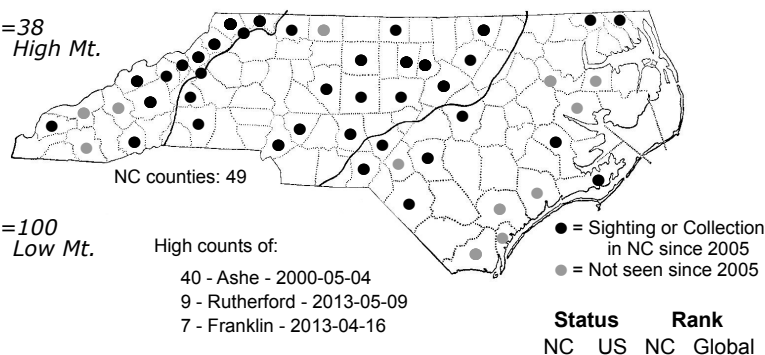 =38
High Mt.
NC counties: 49
=100
Low Mt.
High counts of:
40 - Ashe - 2000-05-04
9 - Rutherford - 2013-05-09
7 - Franklin - 2013-04-16
= Sighting or Collection
in NC since 2005
= Not seen since 2005
Status Rank
NC US NC Global